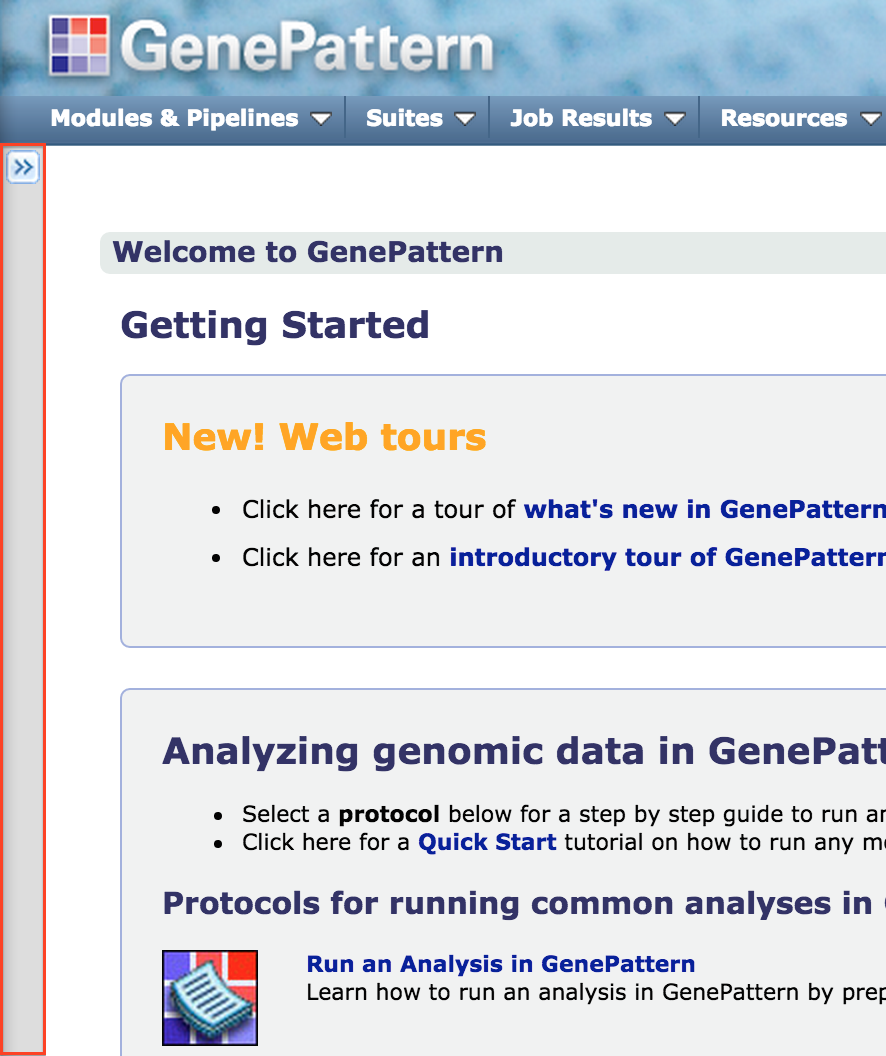 GenePattern
Modules & Pipelines Suites Job Results Resources
Welcome to GenePattern
Getting Started
New! Web tours
• Click here for a tour of what's new in GenePattern
• Click here for an introductory tour of GenePattern
Analyzing genomic data in GenePatt
• Select a protocol below for a step by step guide to run an
• Click here for a Quick Start tutorial on how to run any mo
Protocols for running common analyses in
Run an Analysis in GenePattern
Learn how to run an analysis in GenePattern by prep